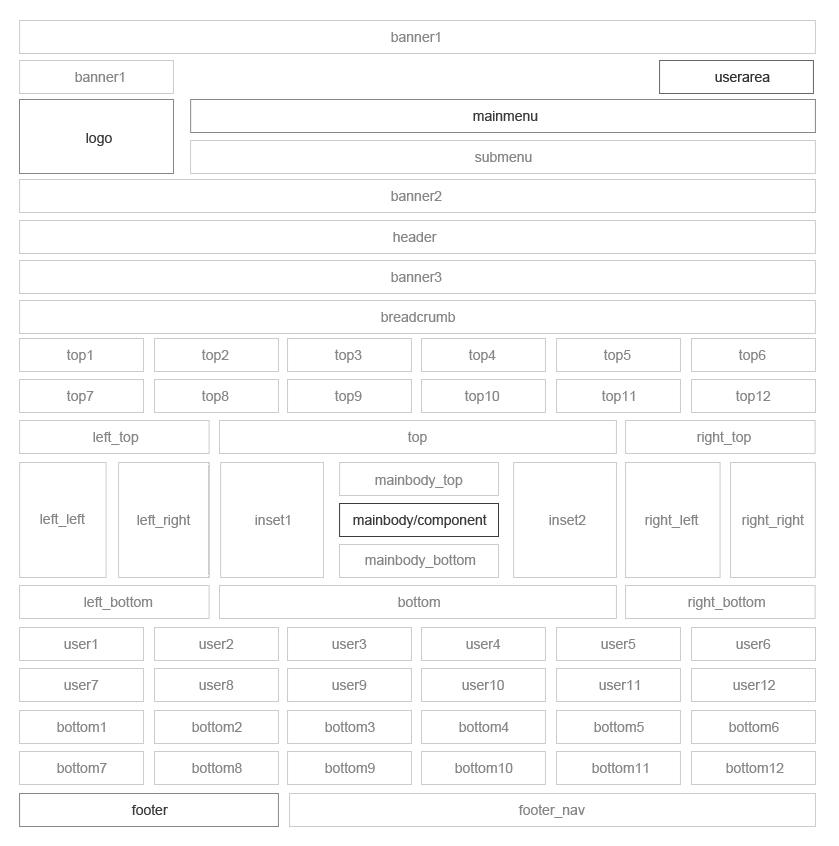 banner1
banner1 userarea
logo mainmenu
submenu
banner2
header
banner3
breadcrumb
top1 top2 top3 top4 top5 top6
top7 top8 top9 top10 top11 top12
left_top top right_top
mainbody_top
left_left left_right inset1 mainbody/component inset2 right_left right_right
mainbody_bottom
left_bottom bottom right_bottom
user1 user2 user3 user4 user5 user6
user7 user8 user9 user10 user11 user12
bottom1 bottom2 bottom3 bottom4 bottom5 bottom6
bottom7 bottom8 bottom9 bottom10 bottom11 bottom12
footer footer_nav